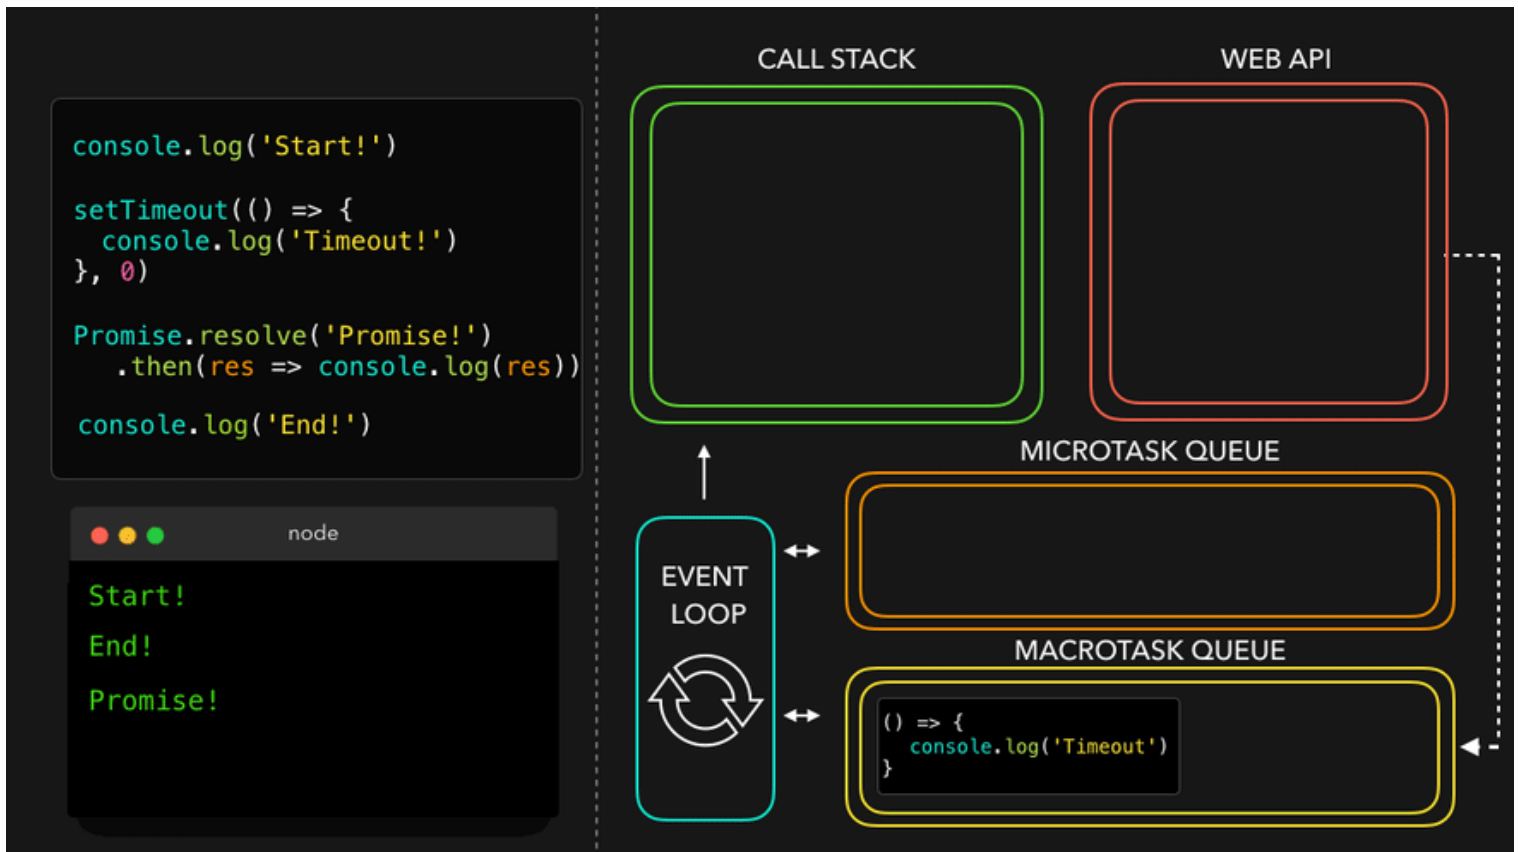 console.log('Start!')
setTimeout(() => {
  console.log('Timeout!')
}, 0)
Promise.resolve('Promise!')
   .then(res => console.log(res))
console.log('End!')
node
Start!
End!
Promise!
CALL STACK
WEB API
MICROTASK QUEUE
EVENT
LOOP
MACROTASK QUEUE
() => {
  console.log('Timeout')
}